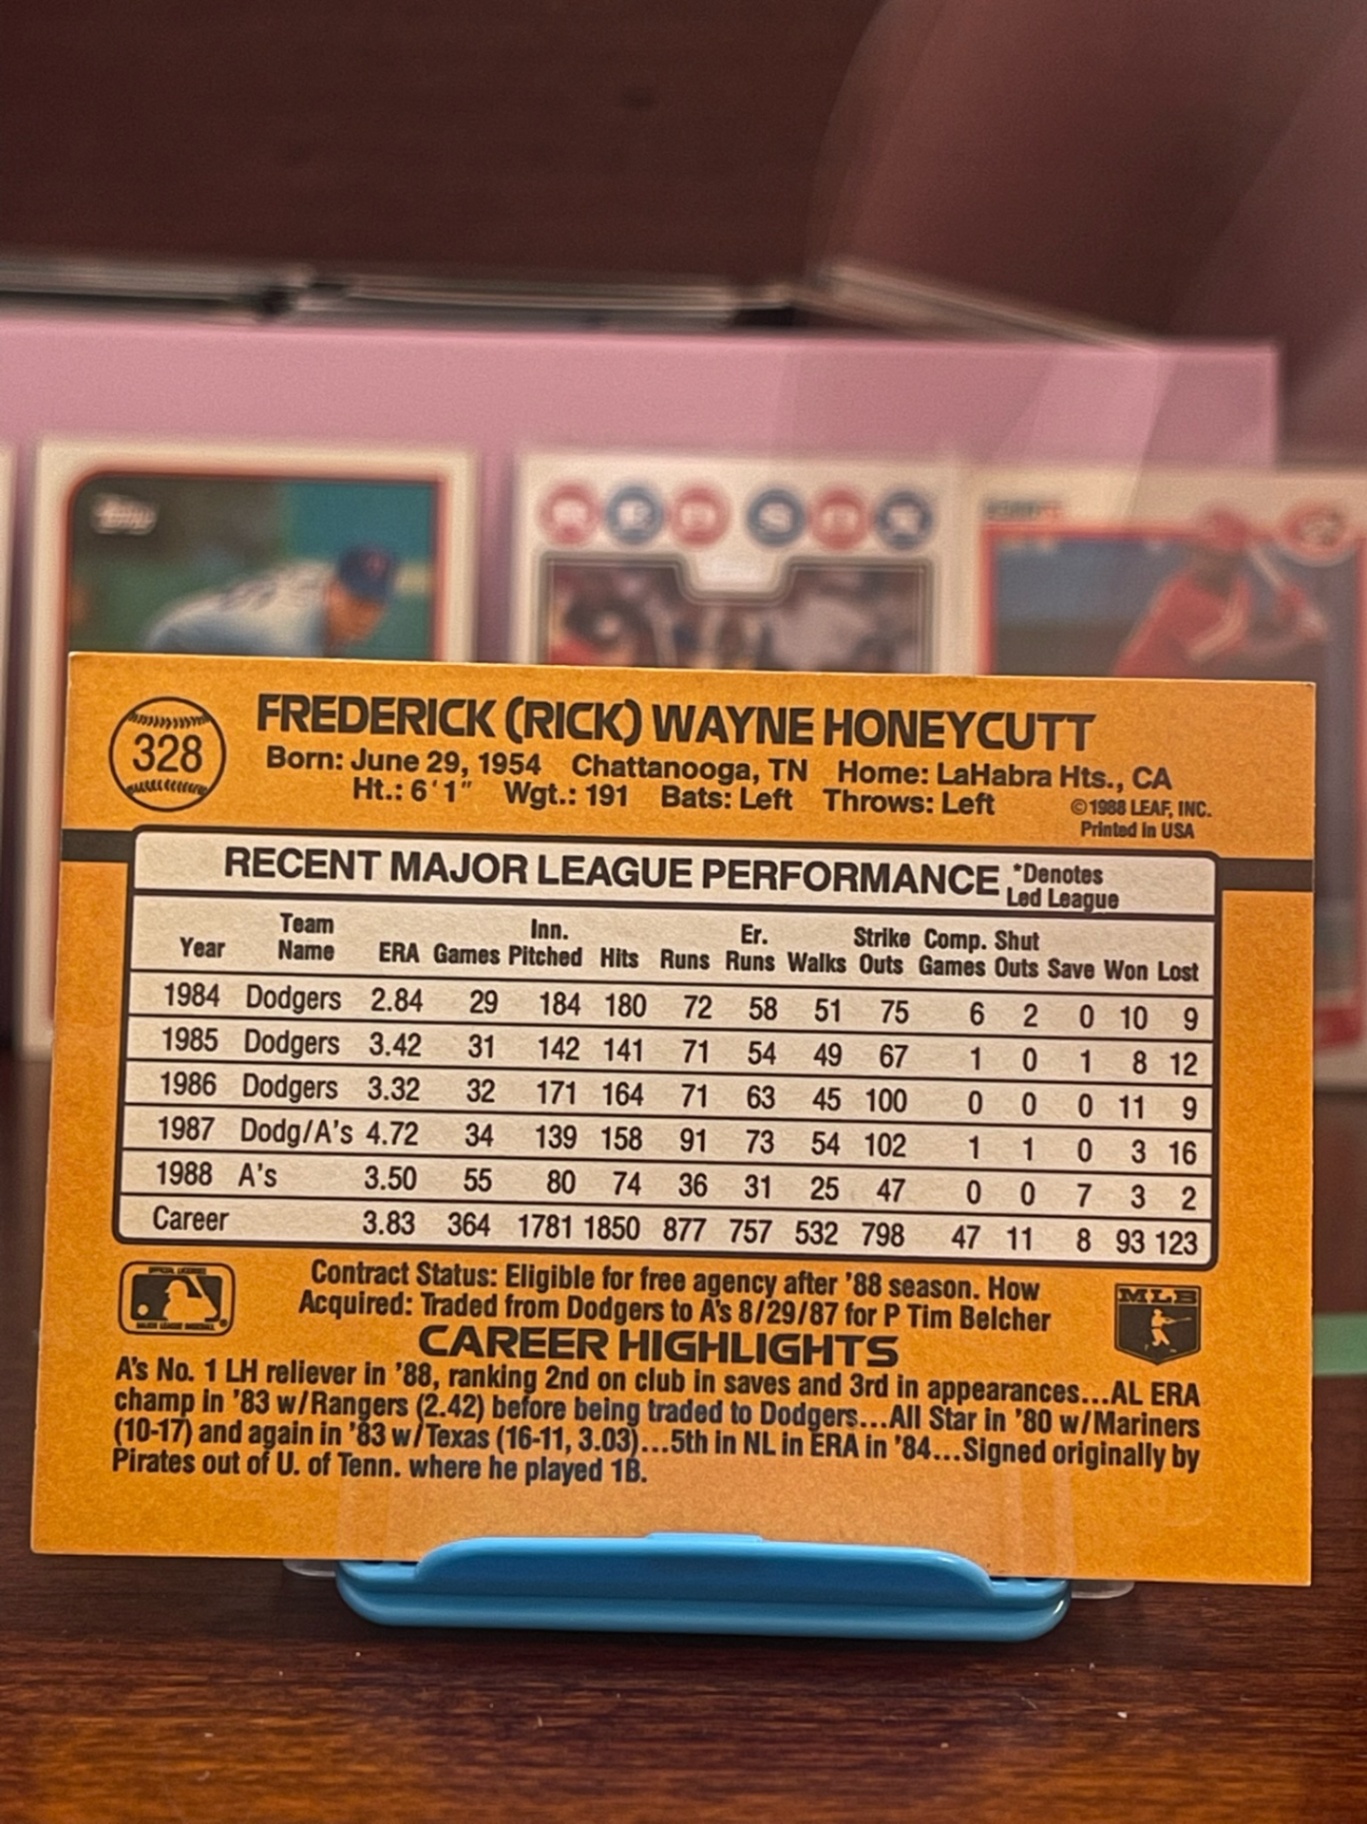 Topps
RED SOX
328
FREDERICK (RICK) WAYNE HONEYCUTT
Born: June 29, 1954 Chattanooga, TN Home: LaHabra Hts., CA
Ht.: 6'1" Wgt.: 191 Bats: Left Throws: Left
©1988 LEAF, INC.
Printed in USA
RECENT MAJOR LEAGUE PERFORMANCE *Denotes
Led League
Year Team Name ERA Games Inn. Pitched Hits Runs Er. Runs Walks Strike Outs Comp. Games Shut Outs Save Won Lost
1984 Dodgers 2.84 29 184 180 72 58 51 75 6 2 0 10 9
1985 Dodgers 3.42 31 142 141 71 54 49 67 1 0 1 8 12
1986 Dodgers 3.32 32 171 164 71 63 45 100 0 0 0 11 9
1987 Dodg/A's 4.72 34 139 158 91 73 54 102 1 1 0 3 16
1988 A's 3.50 55 80 74 36 31 25 47 0 0 7 3 2
Career 3.83 364 1781 1850 877 757 532 798 47 11 8 93 123
Contract Status: Eligible for free agency after '88 season. How
Acquired: Traded from Dodgers to A's 8/29/87 for P Tim Belcher
MLB
CAREER HIGHLIGHTS
A's No. 1 LH reliever in '88, ranking 2nd on club in saves and 3rd in appearances...AL ERA
champ in '83 w/Rangers (2.42) before being traded to Dodgers...All Star in '80 w/Mariners
(10-17) and again in '83 w/Texas (16-11, 3.03)...5th in NL in ERA in '84...Signed originally by
Pirates out of U. of Tenn. where he played 1B.